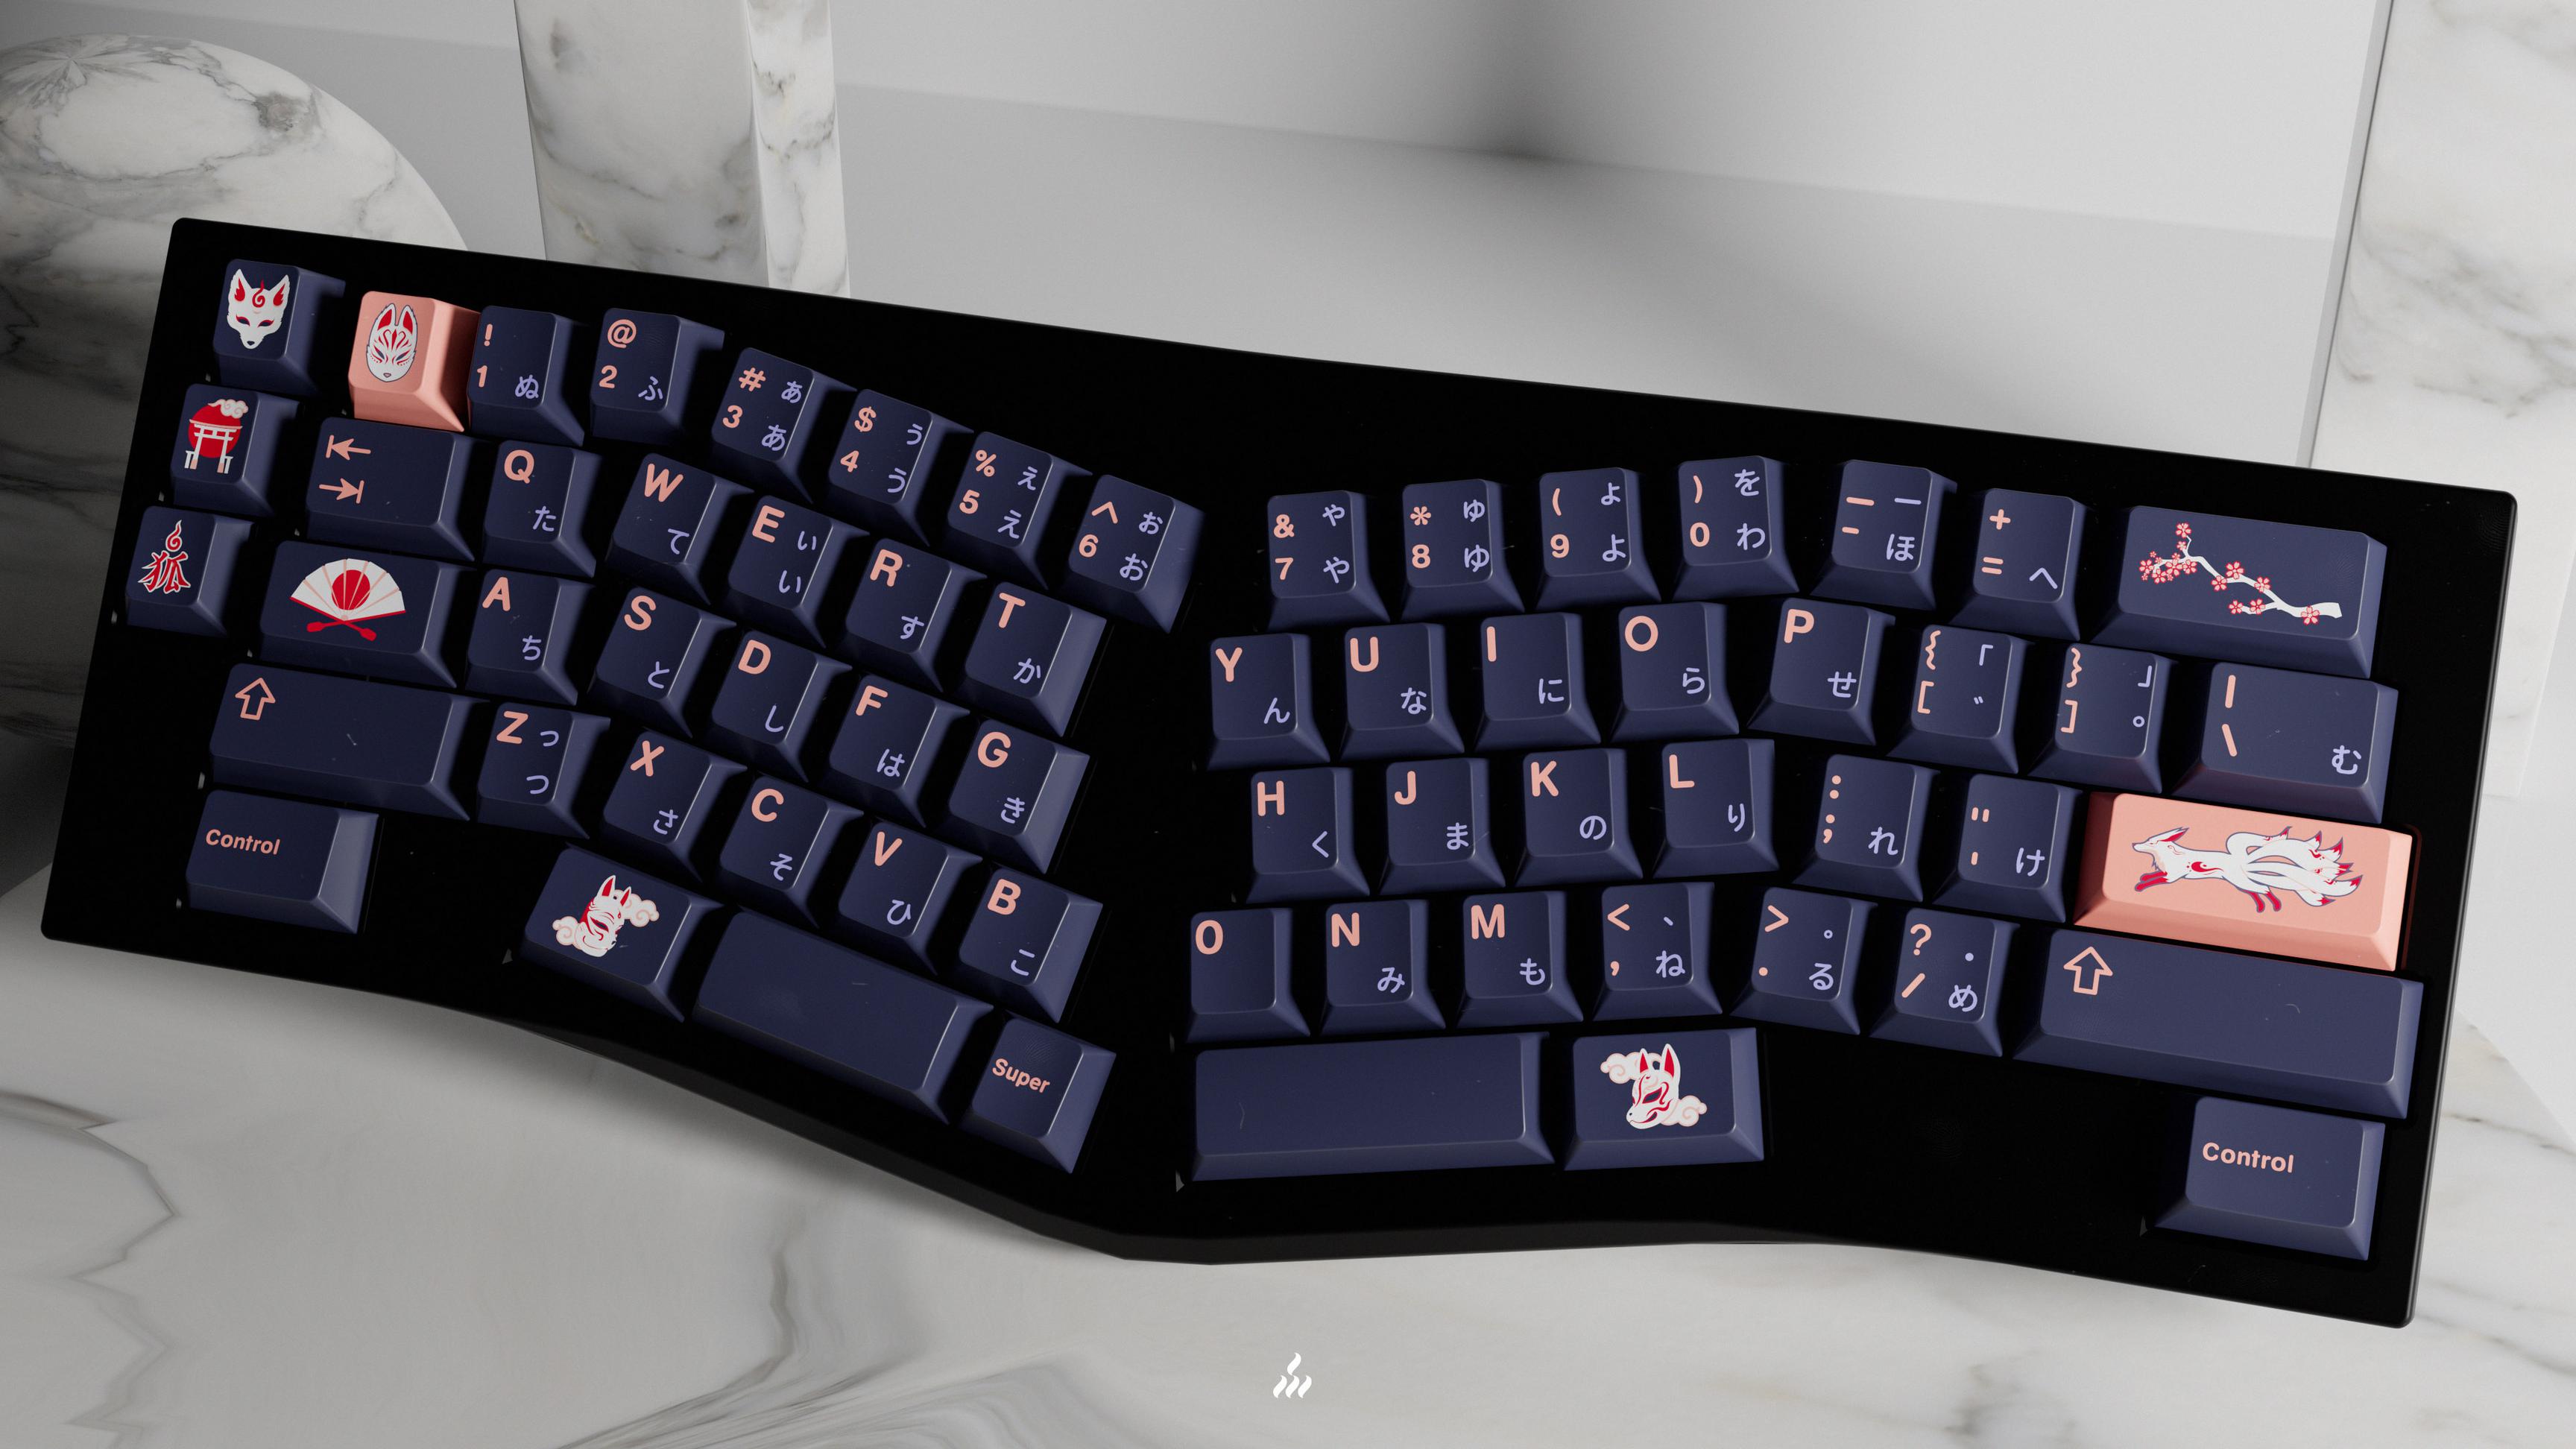 ! 1 ぬ
@ 2 ふ
# あ 3 あ
$ う 4 う
% え 5 え
^ お 6 お
& や 7 や
* ゆ 8 ゆ
( よ 9 よ
) を 0 わ
— ー - ほ
+ = へ
Q た
W て
E い い
R す
T か
Y ん
U な
I に
O ら
P せ
{ 「 [ ゛
} 」 ] ゜
| \ む
狐
A ち
S と
D し
F は
G き
H く
J ま
K の
L り
: ; れ
" ' け
Z っ つ
X さ
C そ
V ひ
B こ
O
N み
M も
< 、 , ね
> 。 . る
? ・ / め
Control
Super
Control